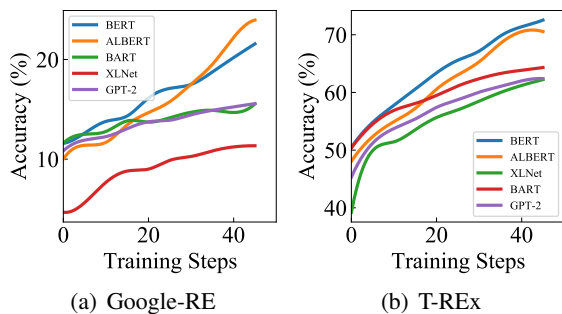 Accuracy (%)
20
10
0
20
40
BERT
ALBERT
BART
XLNet
GPT-2
Training Steps
(a) Google-RE
Accuracy (%)
70
60
50
40
0
20
40
BERT
ALBERT
XLNet
BART
GPT-2
Training Steps
(b) T-REx